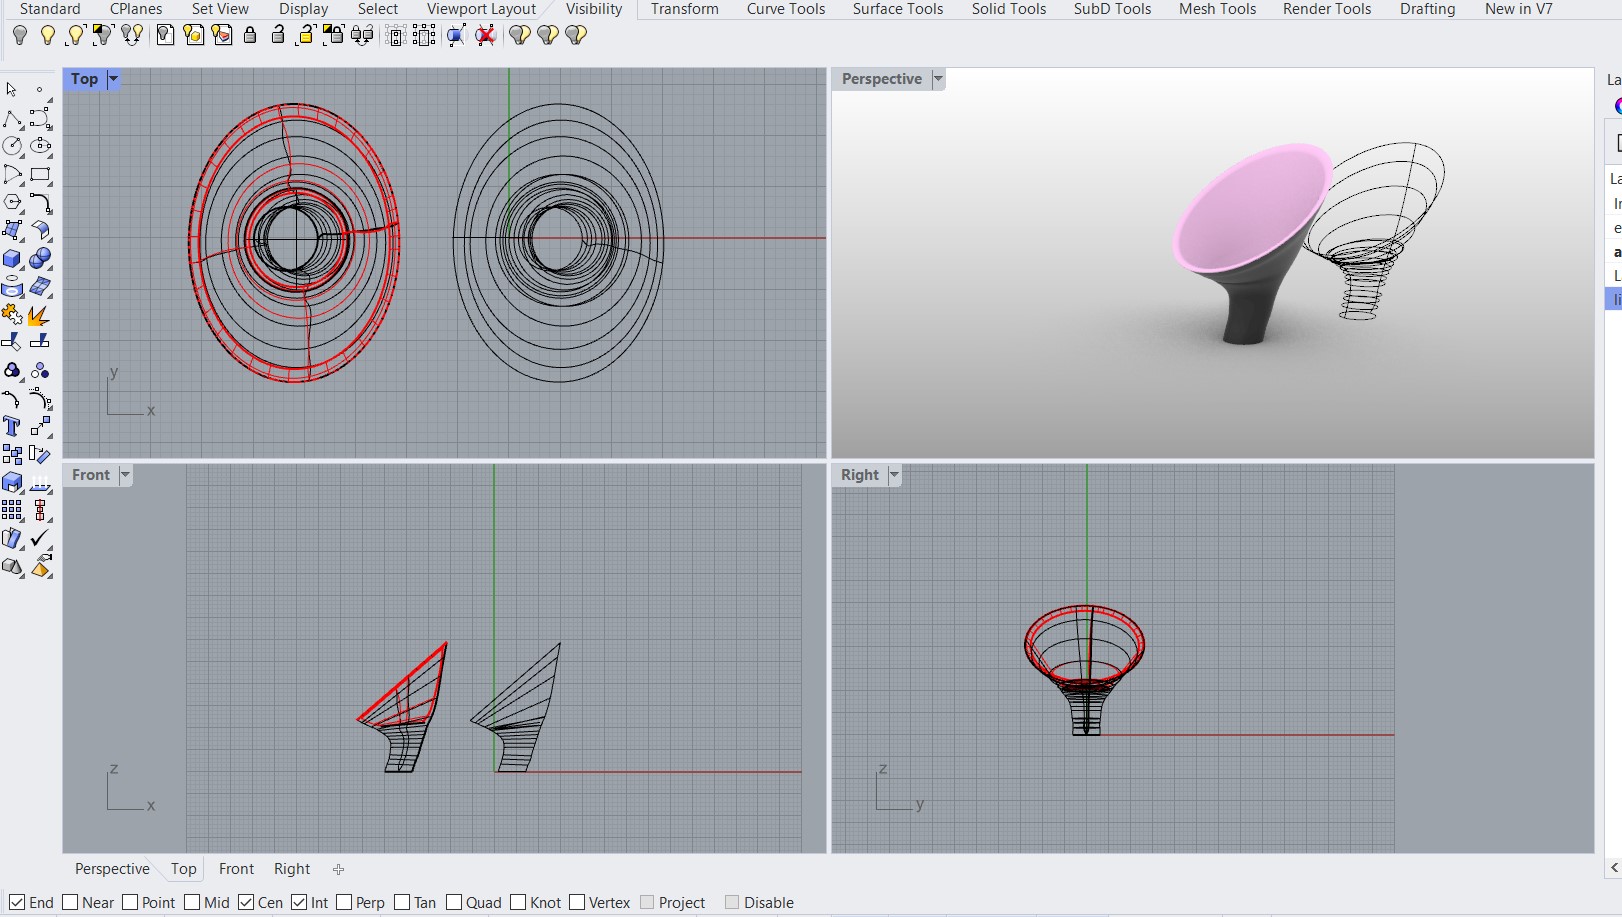 Standard CPlanes Set View Display Select Viewport Layout Visibility Transform Curve Tools Surface Tools Solid Tools SubD Tools Mesh Tools Render Tools Drafting New in V7
Top
Perspective
La
La
y
x
Front
Right
z
x
z
y
Perspective Top Front Right
End Near Point Mid Cen Int Perp Tan Quad Knot Vertex Project Disable